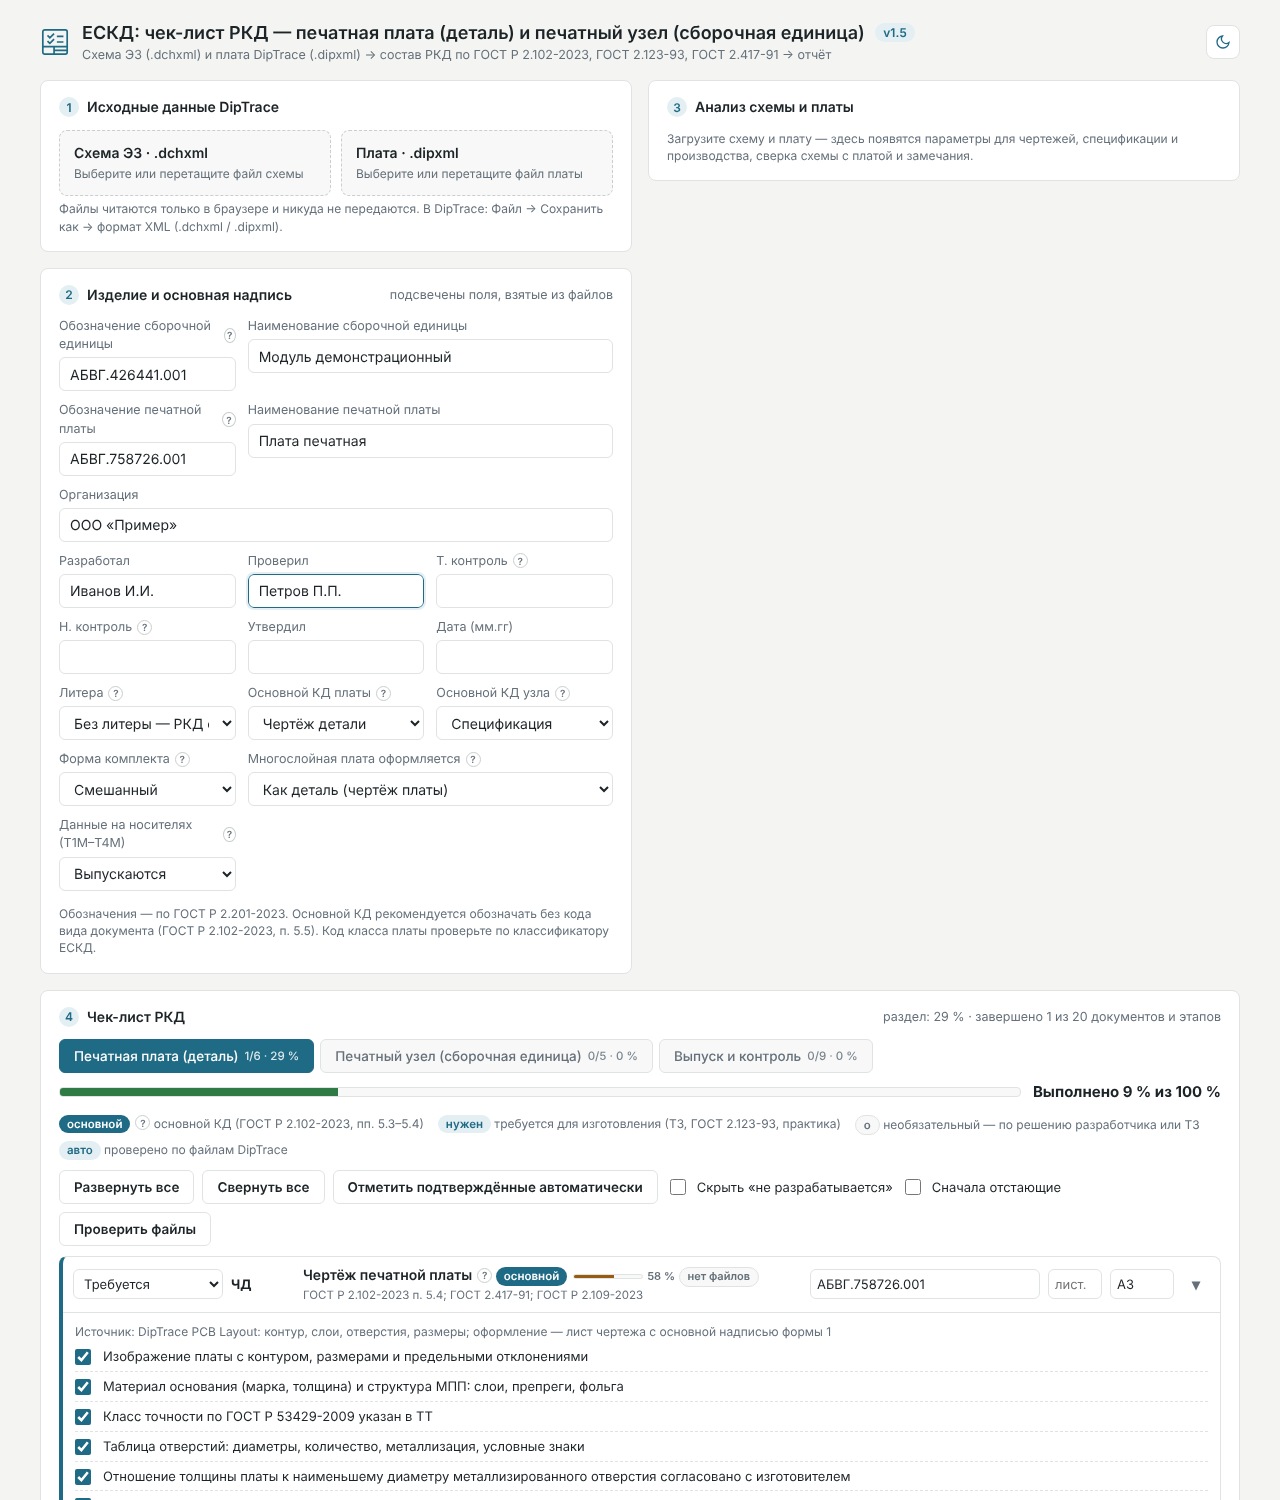 ЕСКД: чек-лист РКД — печатная плата (деталь) и печатный узел (сборочная единица) v1.5
Схема ЭЗ (.dchxml) и плата DipTrace (.dipxml) → состав РКД по ГОСТ Р 2.102-2023, ГОСТ 2.123-93, ГОСТ 2.417-91 → отчёт
1 Исходные данные DipTrace
Схема ЭЗ · .dchxml
Выберите или перетащите файл схемы
Плата · .dipxml
Выберите или перетащите файл платы
Файлы читаются только в браузере и никуда не передаются. В DipTrace: Файл → Сохранить
как → формат XML (.dchxml / .dipxml).
3 Анализ схемы и платы
Загрузите схему и плату — здесь появятся параметры для чертежей, спецификации и
производства, сверка схемы с платой и замечания.
2 Изделие и основная надпись
подсвечены поля, взятые из файлов
Обозначение сборочной
единицы ?
АБВГ.426441.001
Наименование сборочной единицы
Модуль демонстрационный
Обозначение печатной
платы ?
АБВГ.758726.001
Наименование печатной платы
Плата печатная
Организация
ООО «Пример»
Разработал
Иванов И.И.
Проверил
Петров П.П.
Т. контроль ?
Н. контроль ?
Утвердил
Дата (мм.гг)
Литера ?
Без литеры — РКД
Основной КД платы ?
Чертёж детали
Основной КД узла ?
Спецификация
Форма комплекта ?
Смешанный
Многослойная плата оформляется ?
Как деталь (чертёж платы)
Данные на носителях
(Т1М–Т4М) ?
Выпускаются
Обозначения — по ГОСТ Р 2.201-2023. Основной КД рекомендуется обозначать без кода
вида документа (ГОСТ Р 2.102-2023, п. 5.5). Код класса платы проверьте по классификатору
ЕСКД.
4 Чек-лист РКД
раздел: 29 % · завершено 1 из 20 документов и этапов
Печатная плата (деталь) 1/6 · 29 %
Печатный узел (сборочная единица) 0/5 · 0 %
Выпуск и контроль 0/9 · 0 %
Выполнено 9 % из 100 %
основной ? основной КД (ГОСТ Р 2.102-2023, пп. 5.3–5.4) нужен требуется для изготовления (ТЗ, ГОСТ 2.123-93, практика) о необязательный — по решению разработчика или ТЗ
авто проверено по файлам DipTrace
Развернуть все Свернуть все Отметить подтверждённые автоматически Скрыть «не разрабатывается» Сначала отстающие
Проверить файлы
Требуется ЧД
Чертёж печатной платы ? основной 58 % нет файлов
ГОСТ Р 2.102-2023 п. 5.4; ГОСТ 2.417-91; ГОСТ Р 2.109-2023
АБВГ.758726.001 лист. А3 ▼
Источник: DipTrace PCB Layout: контур, слои, отверстия, размеры; оформление — лист чертежа с основной надписью формы 1
Изображение платы с контуром, размерами и предельными отклонениями
Материал основания (марка, толщина) и структура МПП: слои, препреги, фольга
Класс точности по ГОСТ Р 53429-2009 указан в ТТ
Таблица отверстий: диаметры, количество, металлизация, условные знаки
Отношение толщины платы к наименьшему диаметру металлизированного отверстия согласовано с изготовителем